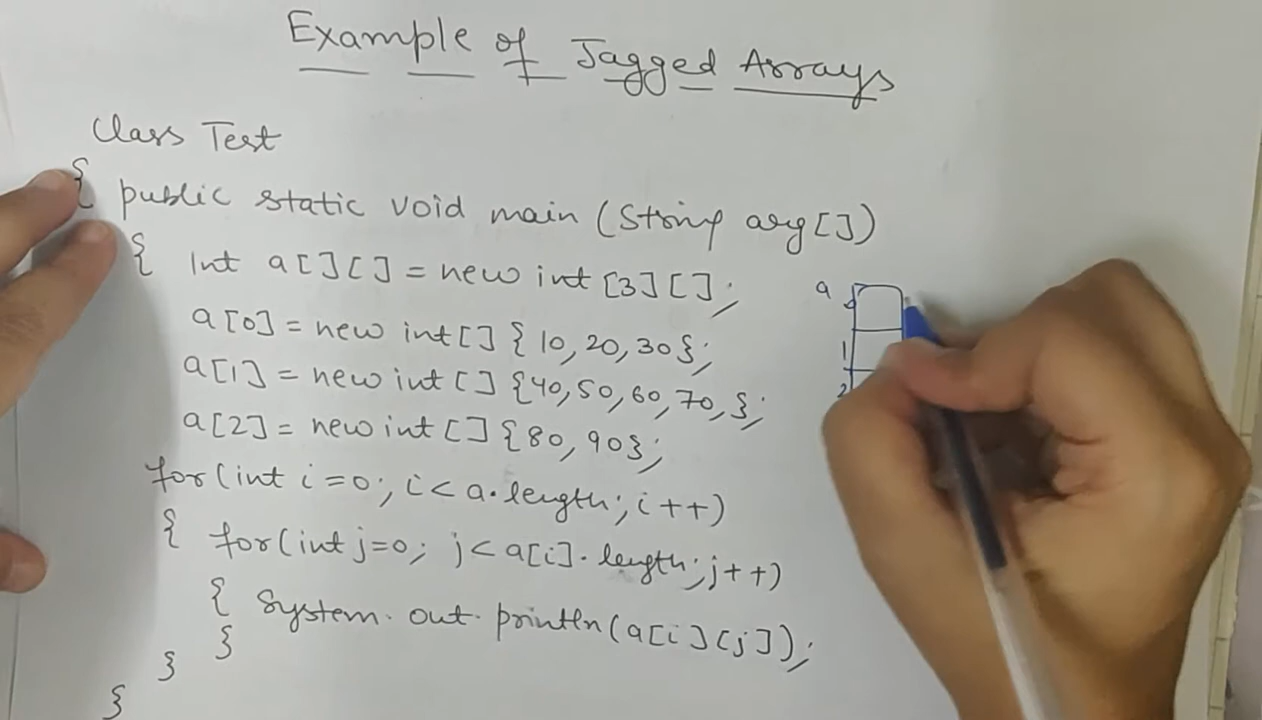 Example of Jagged Arrays
Class Test
{ public static void main (String arg[])
{ int a[][] = new int [3][];
a[0] = new int[] {10, 20, 30};
a[1] = new int [] {40, 50, 60, 70, };
a[2] = new int [] {80, 90};
for (int i = 0; i < a.length; i++)
{ for (int j=0; j < a[i].length; j++)
{ System.out.println(a[i][j]);
}
}
}
a 0
1
2